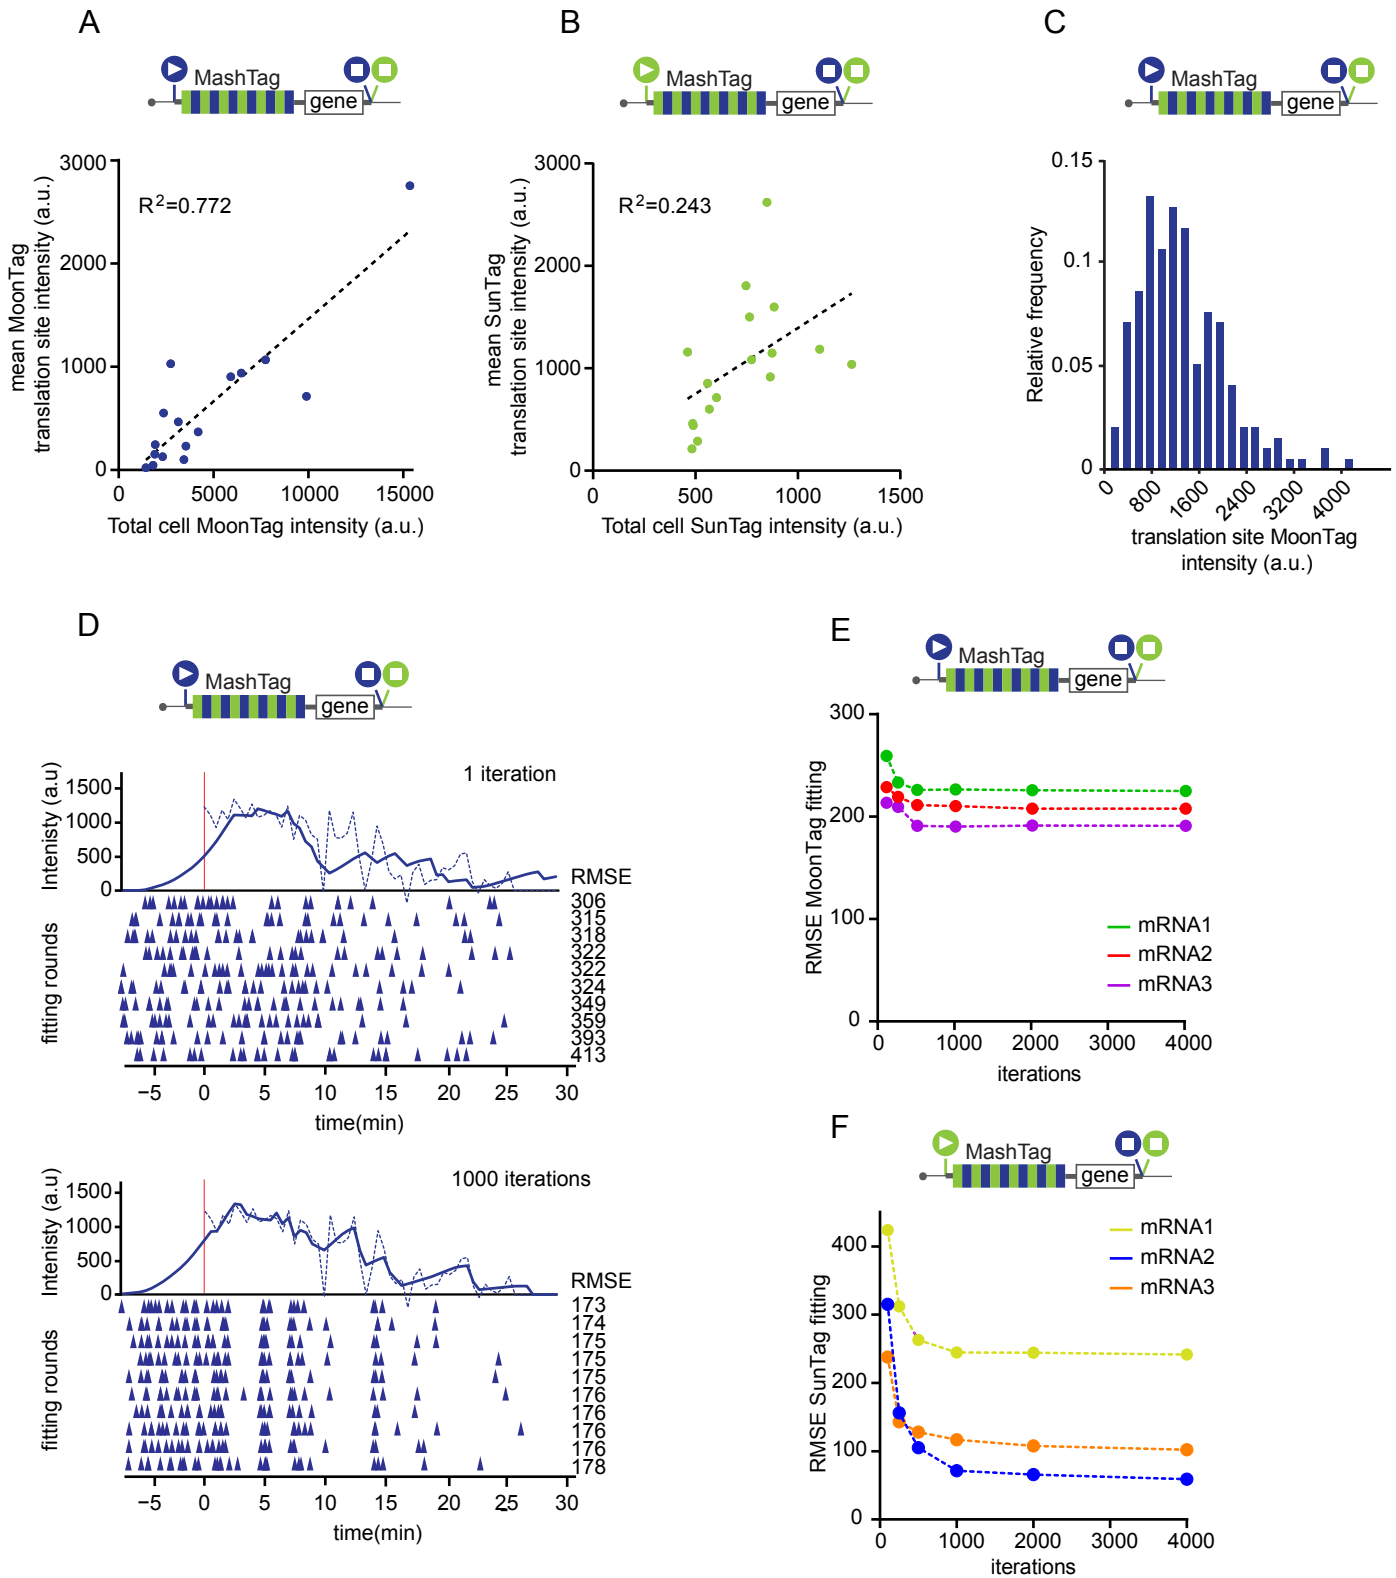 A
MashTag
gene
3000
2000
1000
0
R²=0.772
mean MoonTag
translation site intensity (a.u.)
0
5000
10000
15000
Total cell MoonTag intensity (a.u.)
B
MashTag
gene
3000
2000
1000
0
R²=0.243
mean SunTag
translation site intensity (a.u.)
0
500
1000
1500
Total cell SunTag intensity (a.u.)
C
MashTag
gene
0.15
0.1
0.05
0
Relative frequency
0
800
1600
2400
3200
4000
translation site MoonTag
intensity (a.u.)
D
MashTag
gene
1 iteration
1500
1000
500
0
Intenisty (a.u)
RMSE
306
315
318
322
322
324
349
359
393
413
fitting rounds
−5
0
5
10
15
20
25
30
time(min)
1000 iterations
1500
1000
500
0
Intenisty (a.u)
RMSE
173
174
175
175
175
176
176
176
176
178
fitting rounds
−5
0
5
10
15
20
25
30
time(min)
E
MashTag
gene
300
200
100
0
RMSE MoonTag fitting
mRNA1
mRNA2
mRNA3
0
1000
2000
3000
4000
iterations
F
MashTag
gene
400
300
200
100
0
RMSE SunTag fitting
mRNA1
mRNA2
mRNA3
0
1000
2000
3000
4000
iterations